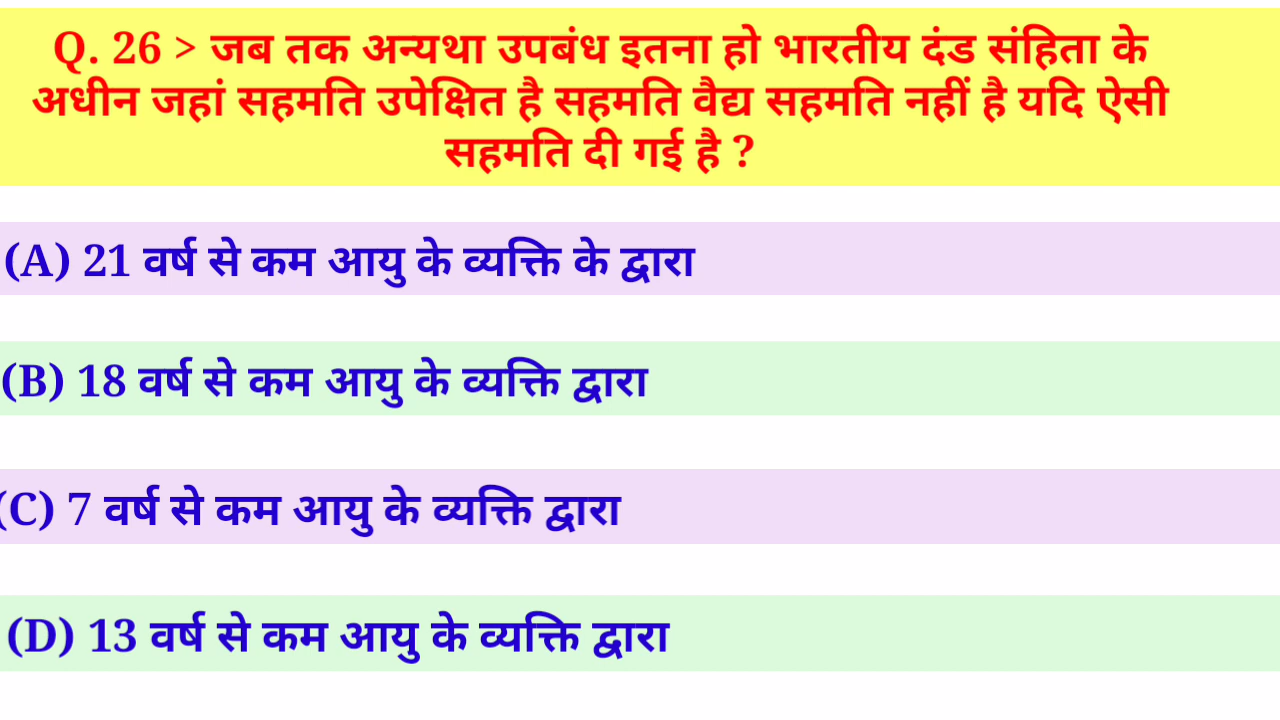 Q. 26 > जब तक अन्यथा उपबंध इतना हो भारतीय दंड संहिता के
अधीन जहां सहमति उपेक्षित है सहमति वैद्य सहमति नहीं है यदि ऐसी
सहमति दी गई है ?
(A) 21 वर्ष से कम आयु के व्यक्ति के द्वारा
(B) 18 वर्ष से कम आयु के व्यक्ति द्वारा
(C) 7 वर्ष से कम आयु के व्यक्ति द्वारा
(D) 13 वर्ष से कम आयु के व्यक्ति द्वारा